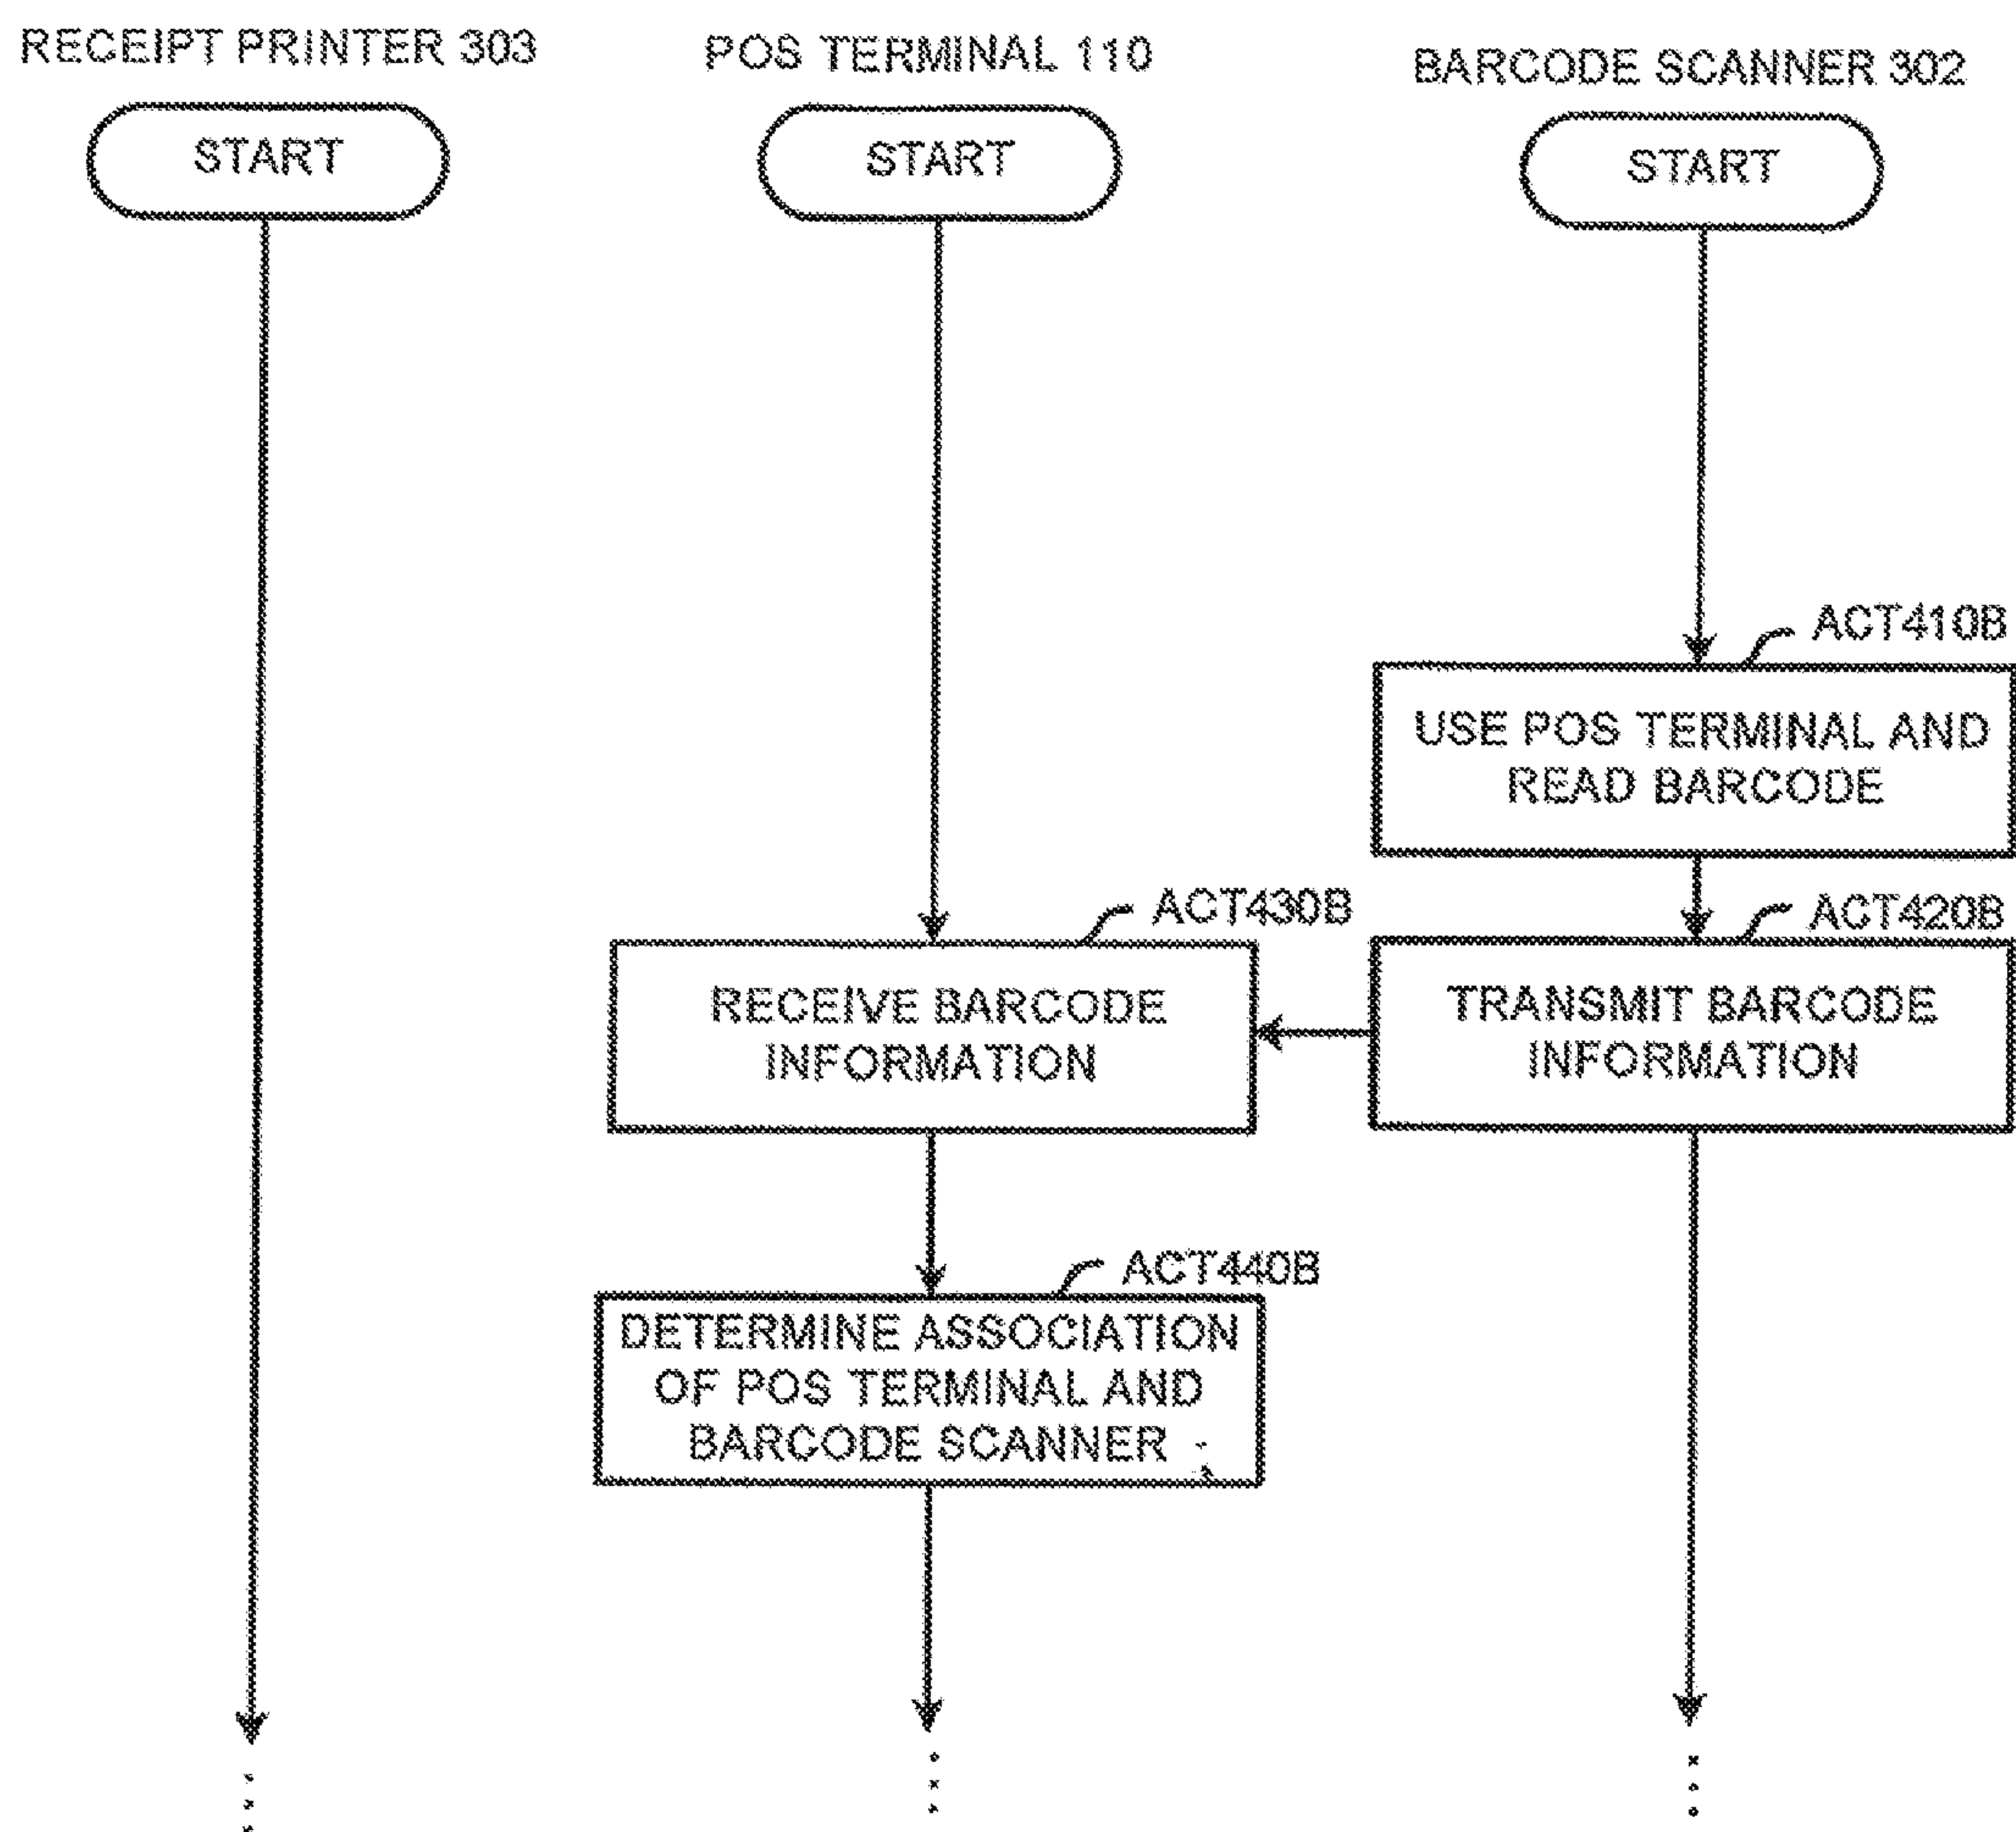 RECEIPT PRINTER 303
POS TERMINAL 110
BARCODE SCANNER 302
START
START
START
ACT410B
USE POS TERMINAL AND
READ BARCODE
ACT430B
ACT420B
RECEIVE BARCODE
INFORMATION
TRANSMIT BARCODE
INFORMATION
ACT440B
DETERMINE ASSOCIATION
OF POS TERMINAL AND
BARCODE SCANNER